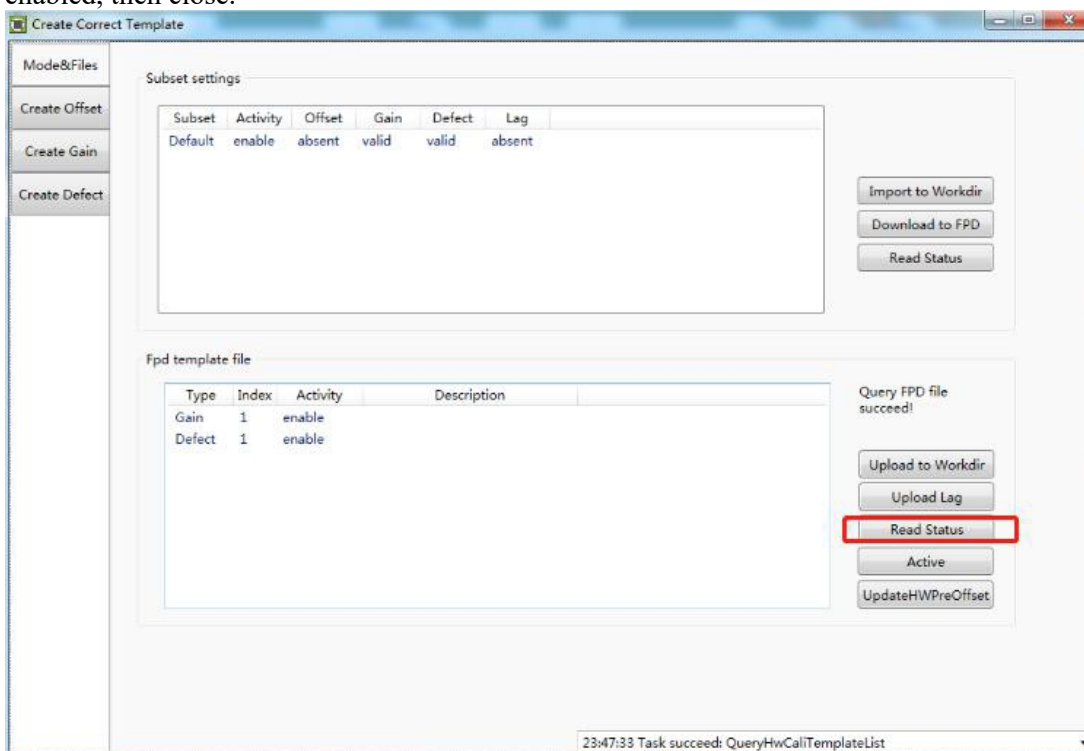 enabled, then close.
Create Correct Template
Mode&Files
Create Offset
Create Gain
Create Defect
Subset settings
Subset Activity Offset Gain Defect Lag
Default enable absent valid valid absent
Import to Workdir
Download to FPD
Read Status
Fpd template file
Type Index Activity Description
Gain 1 enable
Defect 1 enable
Query FPD file
succeed!
Upload to Workdir
Upload Lag
Read Status
Active
UpdateHWPreOffset
23:47:33 Task succeed: QueryHwCaliTemplateList